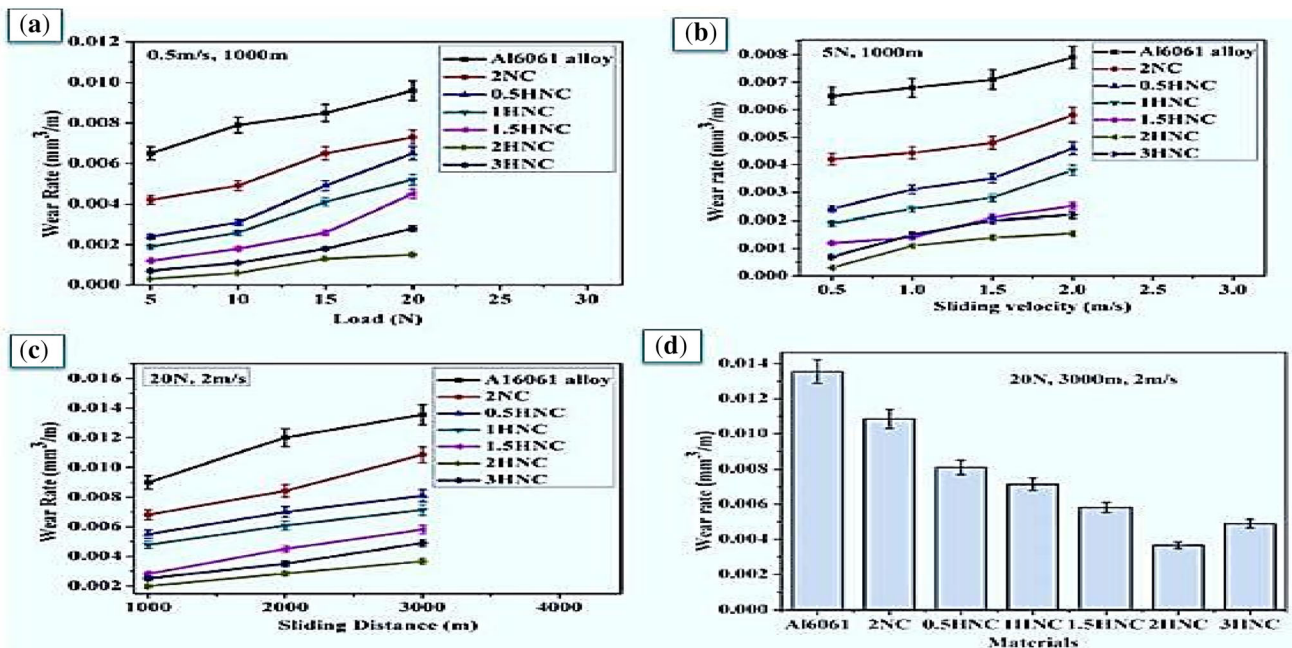 (a)
0.5m/s, 1000m
Al6061 alloy
2NC
0.5HNC
1HNC
1.5HNC
2HNC
3HNC
Wear Rate (mm³/m)
0.012
0.010
0.008
0.006
0.004
0.002
0.000
5 10 15 20 25 30
Load (N)
(b)
5N, 1000m
Al6061 alloy
2NC
0.5HNC
1HNC
1.5HNC
2HNC
3HNC
Wear rate (mm³/m)
0.008
0.007
0.006
0.005
0.004
0.003
0.002
0.001
0.000
0.5 1.0 1.5 2.0 2.5 3.0
Sliding velocity (m/s)
(c)
20N, 2m/s
A16061 alloy
2NC
0.5HNC
1HNC
1.5HNC
2HNC
3HNC
Wear Rate (mm³/m)
0.016
0.014
0.012
0.010
0.008
0.006
0.004
0.002
1000 2000 3000 4000
Sliding Distance (m)
(d)
20N, 3000m, 2m/s
Wear rate (mm³/m)
0.014
0.012
0.010
0.008
0.006
0.004
0.002
0.000
Al6061 2NC 0.5HNC 1HNC 1.5HNC 2HNC 3HNC
Materials